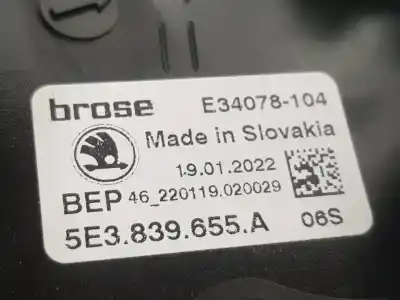 brose E34078-104
Made in Slovakia
19.01.2022
BEP 46_220119.020029
5E3.839.655.A 06S